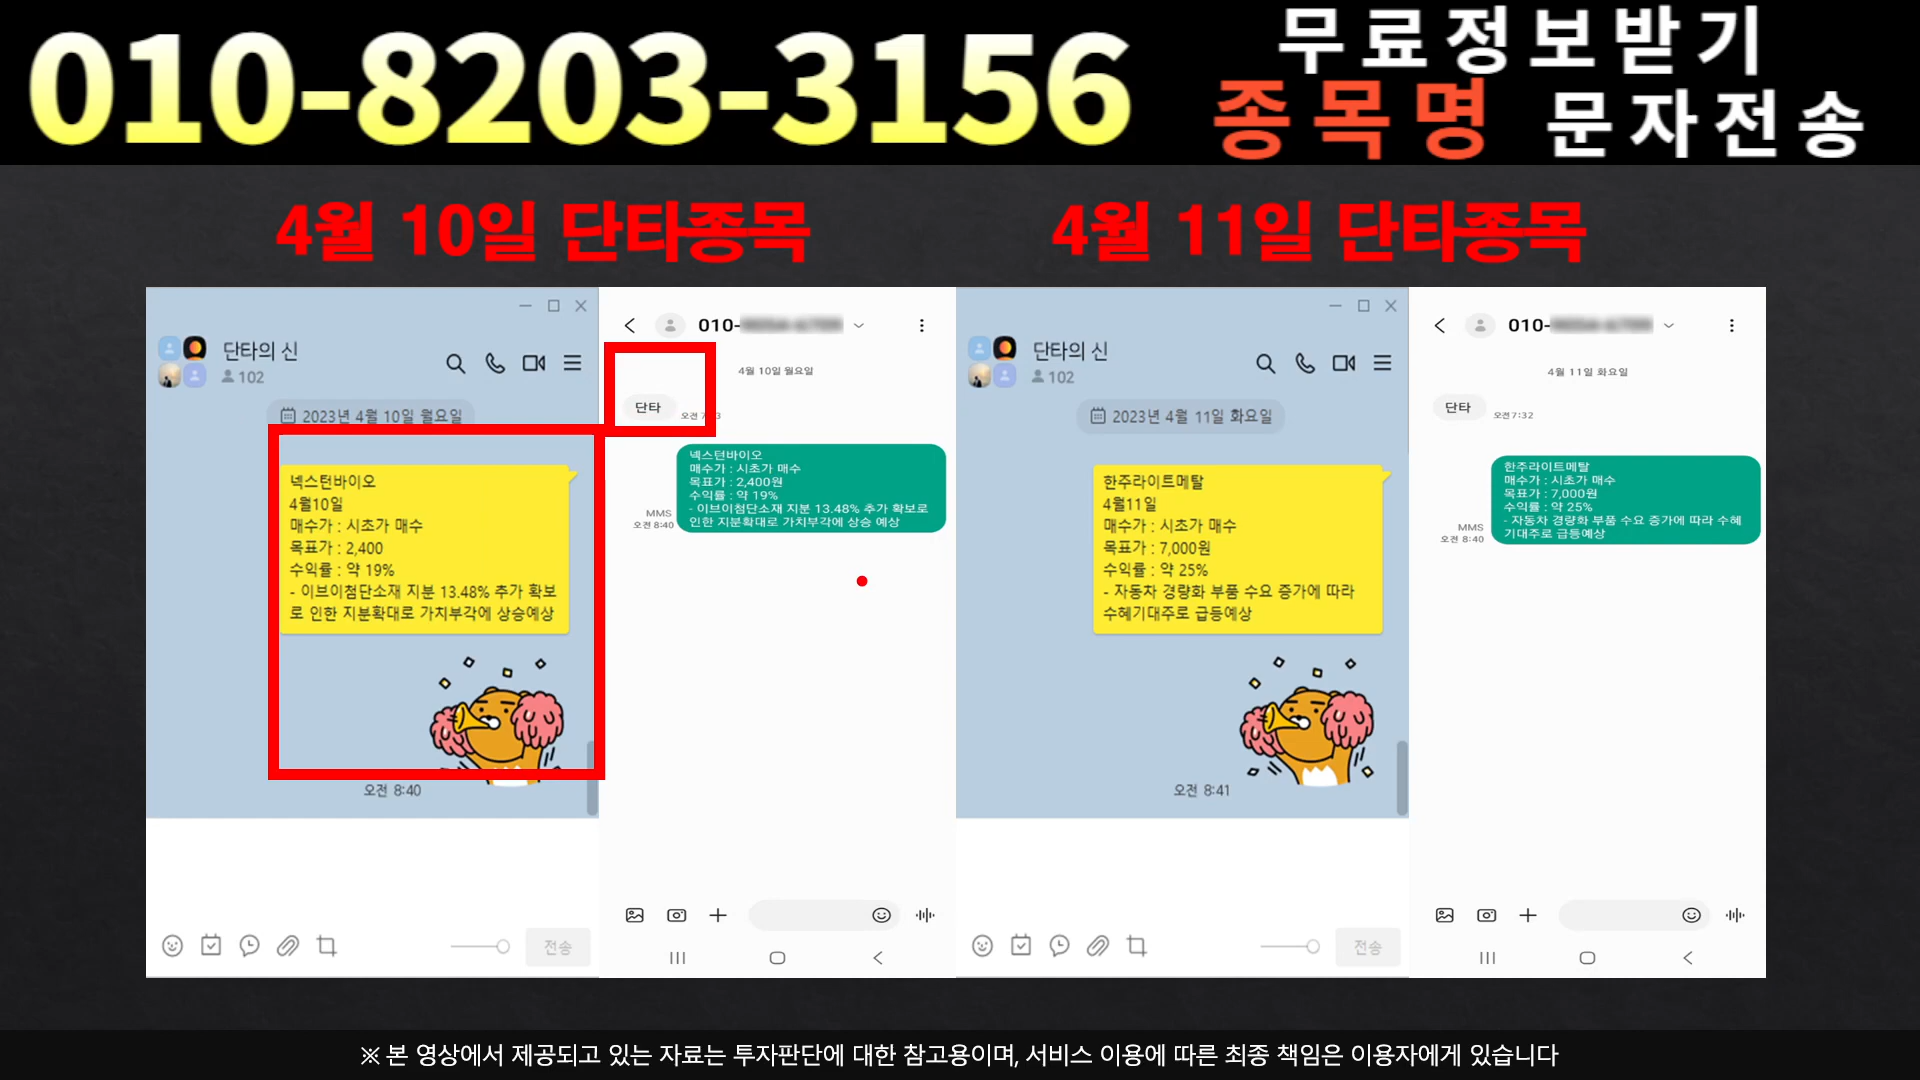 010-8203-3156
무료정보받기
종목명 문자전송
4월 10일 단타종목
4월 11일 단타종목
단타의 신
102
2023년 4월 10일 월요일
넥스턴바이오
4월10일
매수가 : 시초가 매수
목표가 : 2,400
수익률 : 약 19%
- 이브이첨단소재 지분 13.48% 추가 확보
로 인한 지분확대로 가치부각에 상승예상
오전 8:40
전송
010-
4월 10일 월요일
단타
오전
넥스턴바이오
매수가 : 시초가 매수
목표가 : 2,400원
수익률 : 약 19%
- 이브이첨단소재 지분 13.48% 추가 확보로
인한 지분확대로 가치부각에 상승 예상
MMS
오전 8:40
단타의 신
102
2023년 4월 11일 화요일
한주라이트메탈
4월11일
매수가 : 시초가 매수
목표가 : 7,000원
수익률 : 약 25%
- 자동차 경량화 부품 수요 증가에 따라
수혜기대주로 급등예상
오전 8:41
전송
010-
4월 11일 화요일
단타
오전7:32
한주라이트메탈
매수가 : 시초가 매수
목표가 : 7,000원
수익률 : 약 25%
- 자동차 경량화 부품 수요 증가에 따라 수혜
기대주로 급등예상
MMS
오전 8:40
※ 본 영상에서 제공되고 있는 자료는 투자판단에 대한 참고용이며, 서비스 이용에 따른 최종 책임은 이용자에게 있습니다